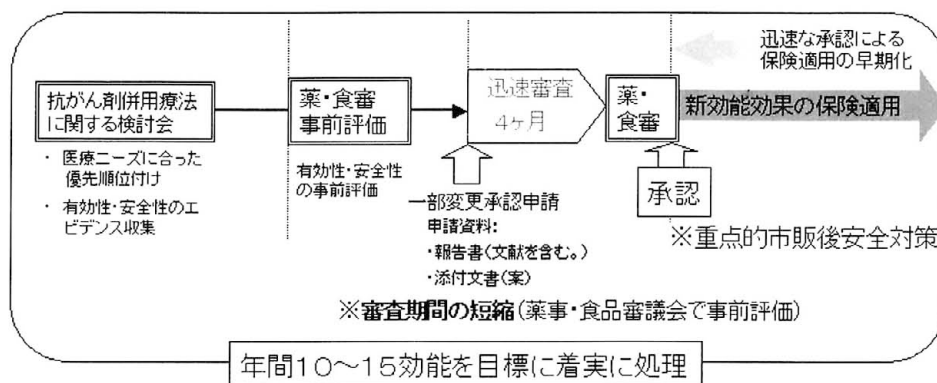 抗がん剤併用療法
に関する検討会
・ 医療ニーズに合った
優先順位付け
・ 有効性・安全性のエ
ビデンス収集
薬・食審
事前評価
有効性・安全性
の事前評価
迅速審査
4ヶ月
一部変更承認申請
申請資料:
・報告書(文献を含む。)
・添付文書(案)
薬・
食審
承認
迅速な承認による
保険適用の早期化
新効能効果の保険適用
※重点的市販後安全対策
※審査期間の短縮(薬事・食品審議会で事前評価)
年間10～15効能を目標に着実に処理